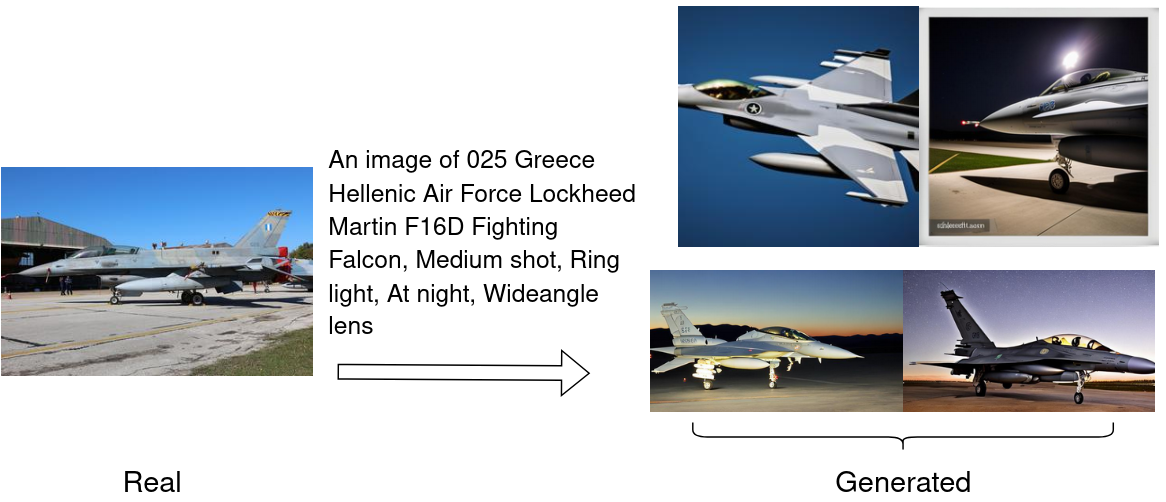 An image of 025 Greece
Hellenic Air Force Lockheed
Martin F16D Fighting
Falcon, Medium shot, Ring
light, At night, Wideangle
lens
Real
Generated